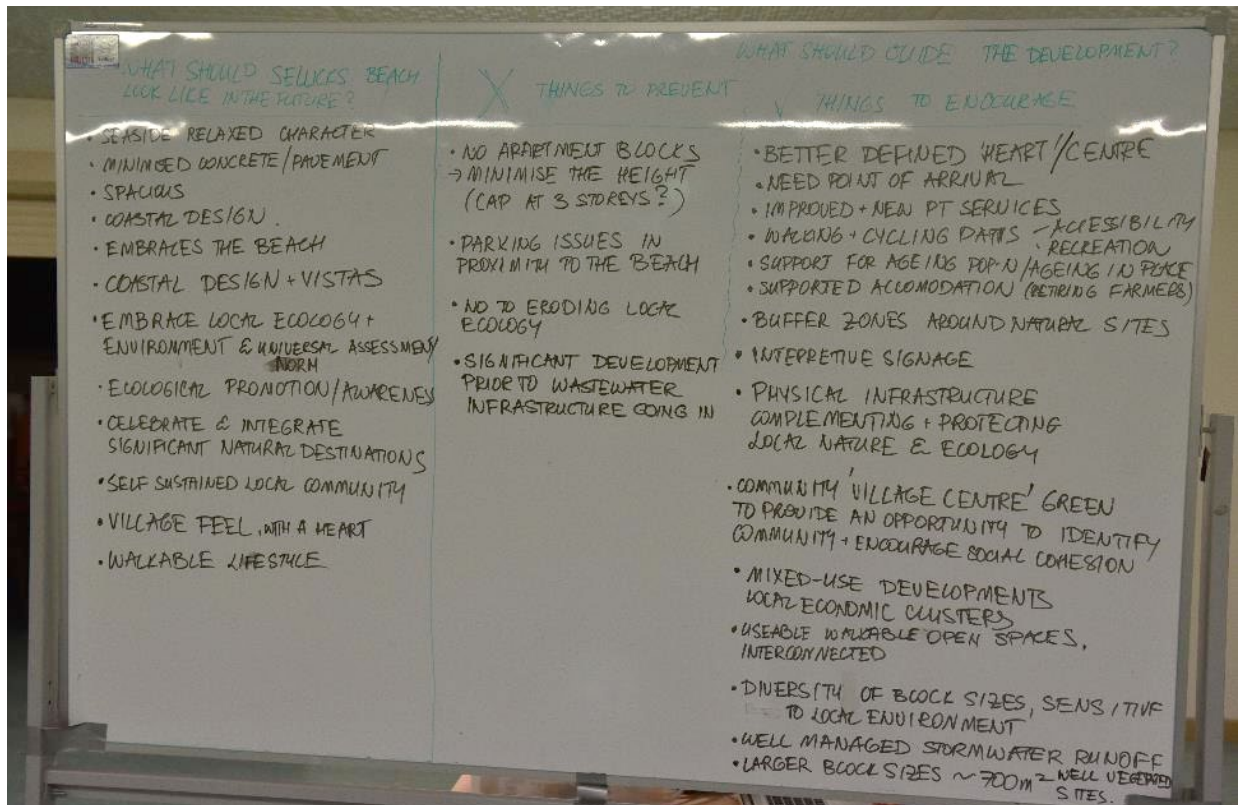 WHAT SHOULD SELLICKS BEACH
LOOK LIKE IN THE FUTURE?
• SEASIDE RELAXED CHARACTER
• MINIMISED CONCRETE/PAVEMENT
• SPACIOUS
• COASTAL DESIGN.
• EMBRACES THE BEACH
• COASTAL DESIGN + VISTAS
• EMBRACE LOCAL ECOLOGY +
ENVIRONMENT & UNIVERSAL ASSESSMENT/
NORM
• ECOLOGICAL PROMOTION/AWARENESS
• CELEBRATE & INTEGRATE
SIGNIFICANT NATURAL DESTINATIONS
• SELF SUSTAINED LOCAL COMMUNITY
• VILLAGE FEEL, WITH A HEART
• WALKABLE LIFESTYLE
X THINGS TO PREVENT
• NO APARTMENT BLOCKS
→ MINIMISE THE HEIGHT
(CAP AT 3 STOREYS?)
• PARKING ISSUES IN
PROXIMITY TO THE BEACH
• NO TO ERODING LOCAL
ECOLOGY
• SIGNIFICANT DEVELOPMENT
PRIOR TO WASTEWATER
INFRASTRUCTURE GOING IN
WHAT SHOULD GUIDE THE DEVELOPMENT?
✓ THINGS TO ENCOURAGE
• BETTER DEFINED 'HEART'/CENTRE
• NEED POINT OF ARRIVAL
• IMPROVED + NEW PT SERVICES
• WALKING + CYCLING PATHS - ACCESSIBILITY
• RECREATION
• SUPPORT FOR AGEING POP-N/AGEING IN PLACE
• SUPPORTED ACCOMODATION (RETIRING FARMERS)
• BUFFER ZONES AROUND NATURAL SITES
• INTEPRETIVE SIGNAGE
• PHYSICAL INFRASTRUCTURE
COMPLEMENTING + PROTECTING
LOCAL NATURE & ECOLOGY
• COMMUNITY 'VILLAGE CENTRE' GREEN
TO PROVIDE AN OPPORTUNITY TO IDENTIFY
COMMUNITY + ENCOURAGE SOCIAL COHESION
• MIXED-USE DEVELOPMENTS
LOCAL ECONOMIC CLUSTERS
• USEABLE WALKABLE OPEN SPACES,
INTERCONNECTED
• DIVERSITY OF BLOCK SIZES, SENSITIVE
TO LOCAL ENVIRONMENT
• WELL MANAGED STORMWATER RUNOFF
• LARGER BLOCK SIZES ~ 700m² WELL VEGETATED
SITES.